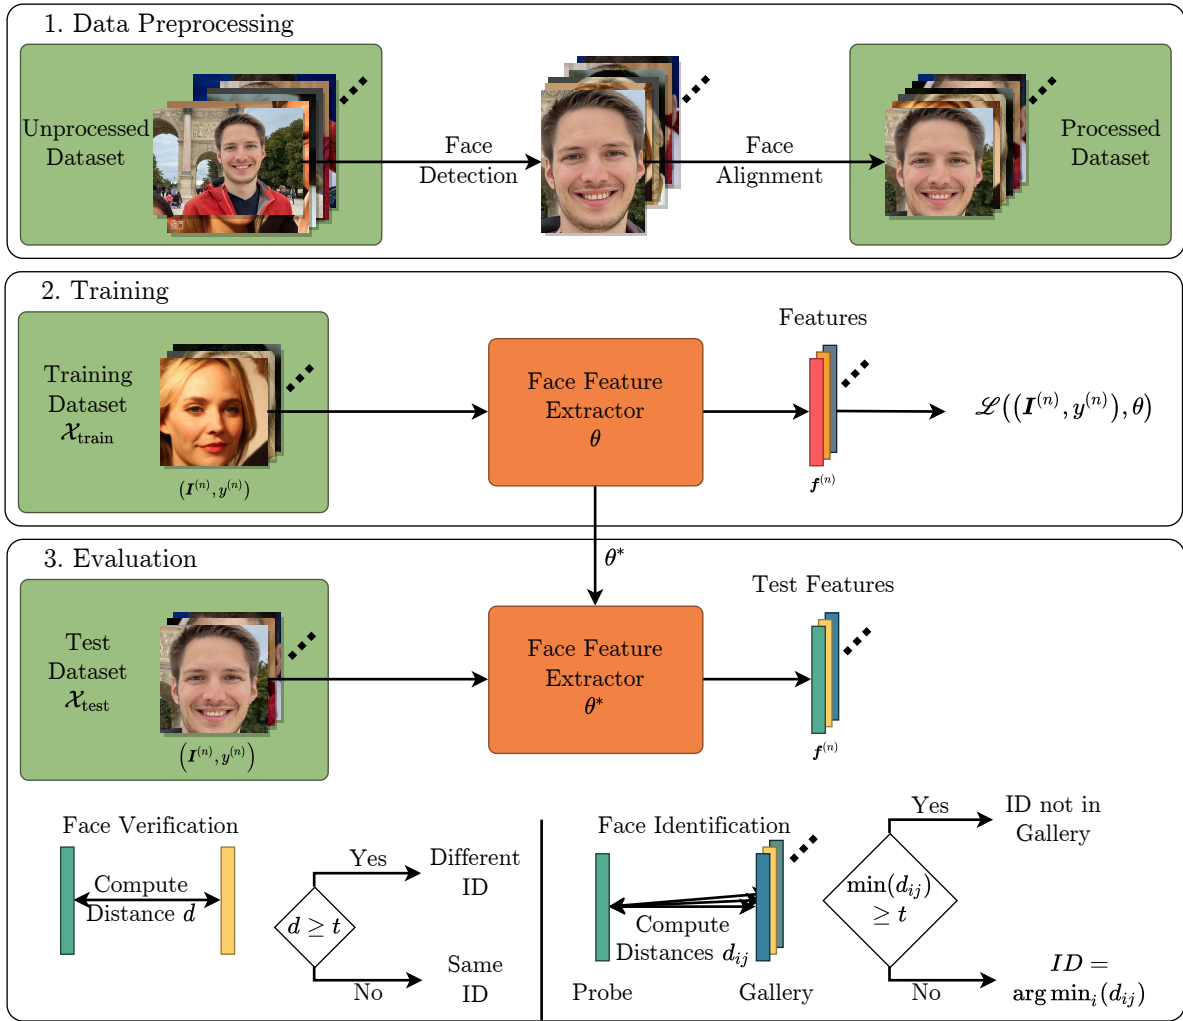 1. Data Preprocessing
Unprocessed
Dataset
Face
Detection
Face
Alignment
Processed
Dataset
2. Training
Training
Dataset
𝒳train
(I⁽ⁿ⁾, y⁽ⁿ⁾)
Face Feature
Extractor
θ
Features
f⁽ⁿ⁾
ℒ((I⁽ⁿ⁾, y⁽ⁿ⁾), θ)
3. Evaluation
θ*
Test
Dataset
𝒳test
(I⁽ⁿ⁾, y⁽ⁿ⁾)
Face Feature
Extractor
θ*
Test Features
f⁽ⁿ⁾
Face Verification
Compute
Distance d
d ≥ t
Yes
Different
ID
No
Same
ID
Face Identification
Compute
Distances dᵢⱼ
Probe
Gallery
min(dᵢⱼ)
≥ t
Yes
ID not in
Gallery
No
ID =
arg minᵢ(dᵢⱼ)